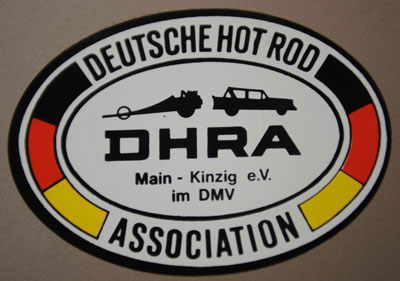 DEUTSCHE HOT ROD
DHRA
Main - Kinzig e.V.
im DMV
ASSOCIATION